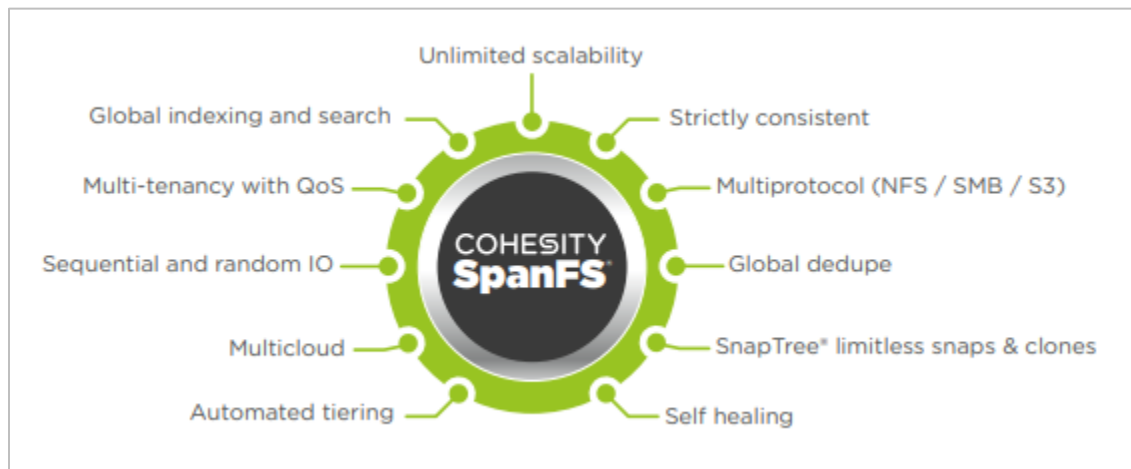 Unlimited scalability
Global indexing and search
Strictly consistent
Multi-tenancy with QoS
Multiprotocol (NFS / SMB / S3)
COHESITY
SpanFS®
Sequential and random IO
Global dedupe
Multicloud
SnapTree® limitless snaps & clones
Automated tiering
Self healing